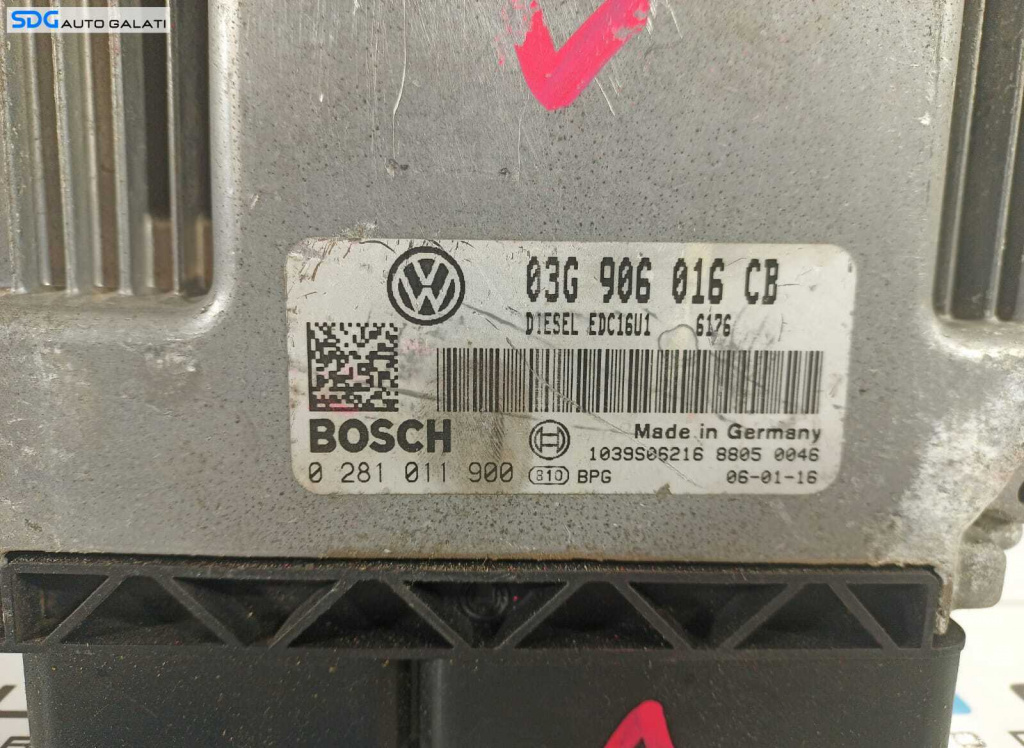 SDG AUTO GALATI
03G 906 016 CB
DIESEL EDC16U1 6176
BOSCH
Made in Germany
1039S06216 8805 0046
0 281 011 900 810 BPG 06-01-16